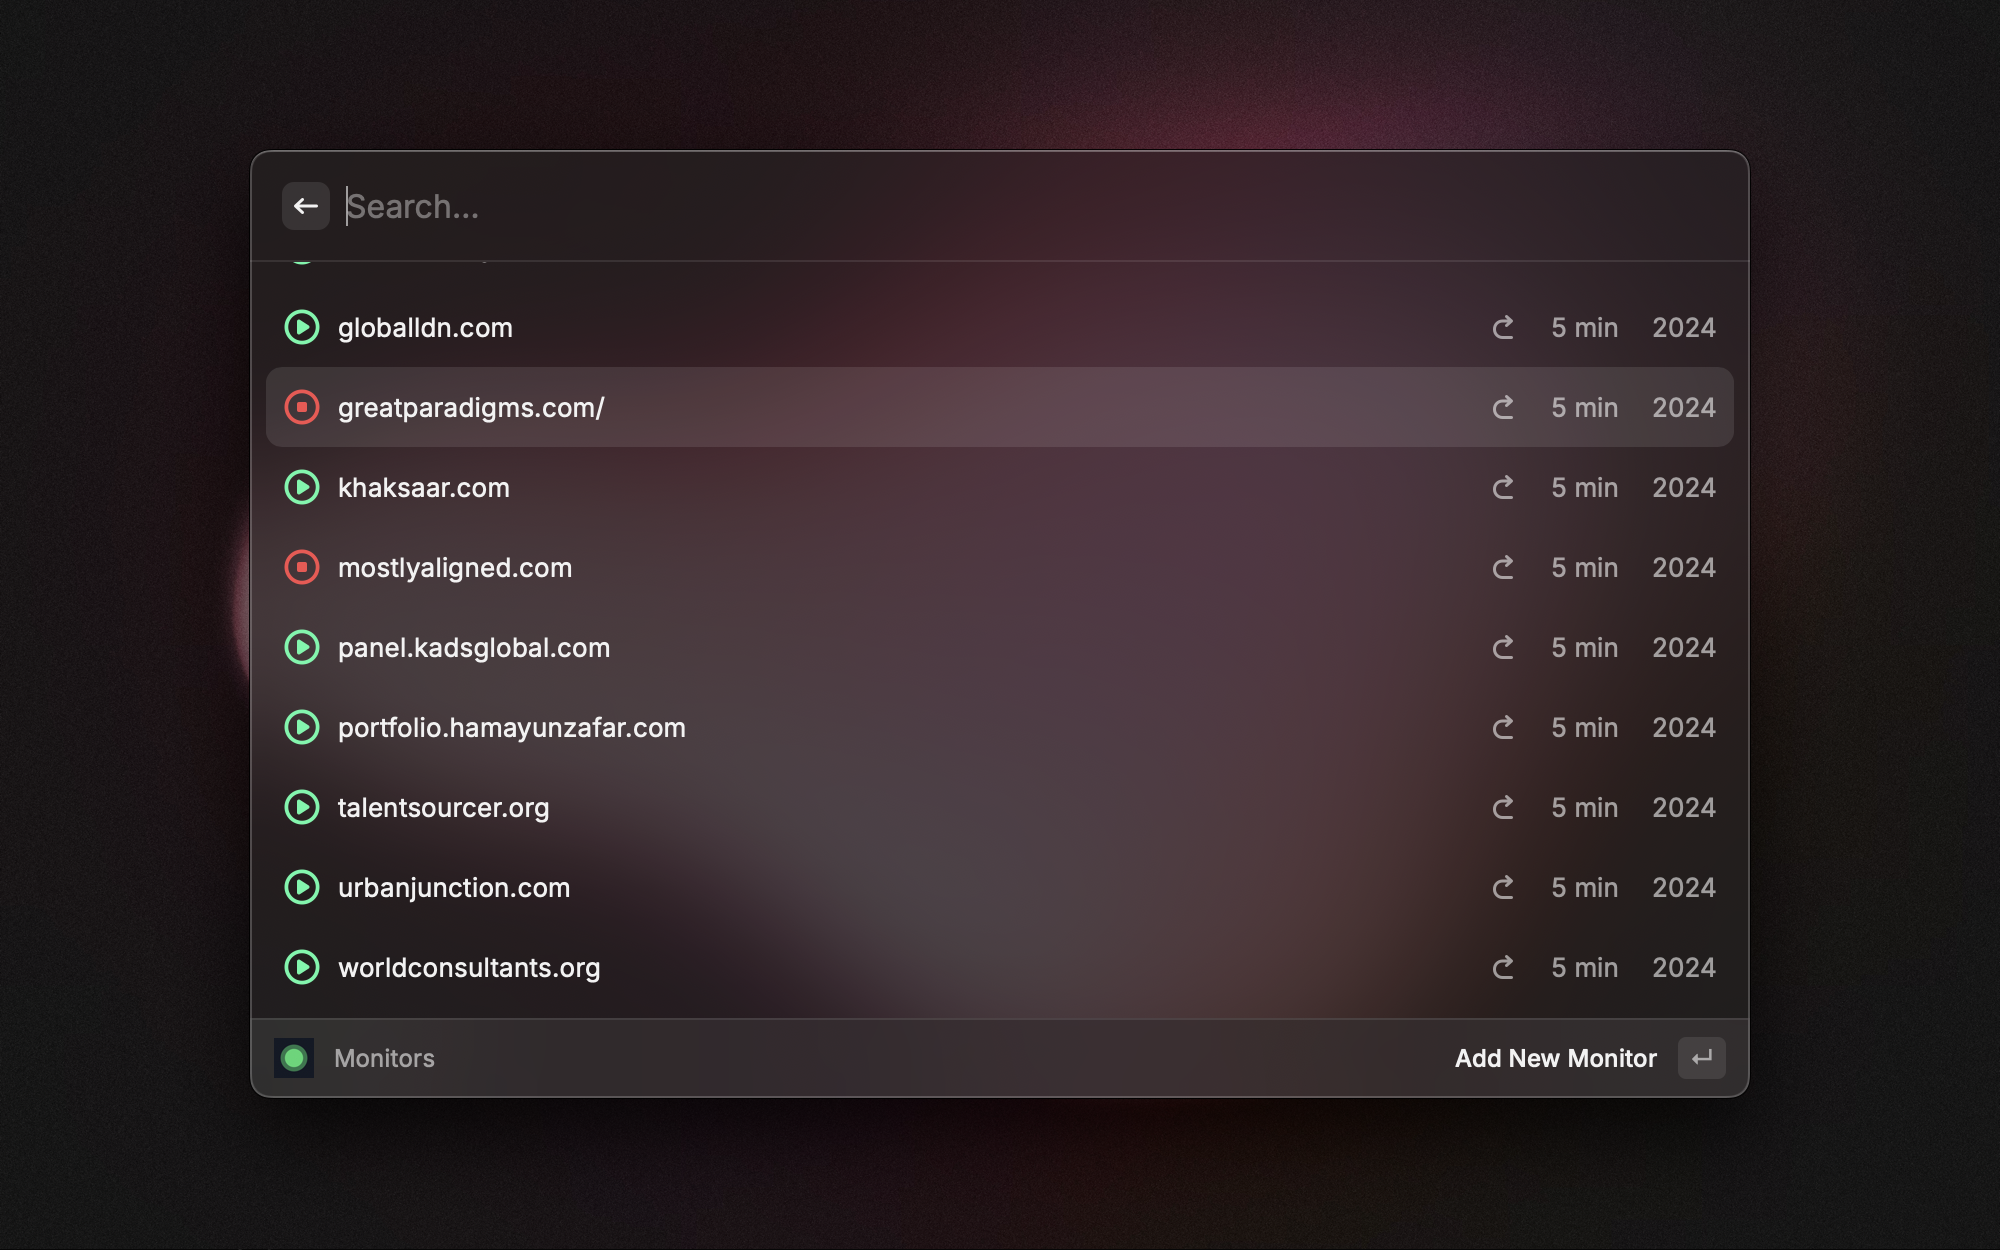 Search...
globalldn.com 5 min 2024
greatparadigms.com/ 5 min 2024
khaksaar.com 5 min 2024
mostlyaligned.com 5 min 2024
panel.kadsglobal.com 5 min 2024
portfolio.hamayunzafar.com 5 min 2024
talentsourcer.org 5 min 2024
urbanjunction.com 5 min 2024
worldconsultants.org 5 min 2024
Monitors Add New Monitor